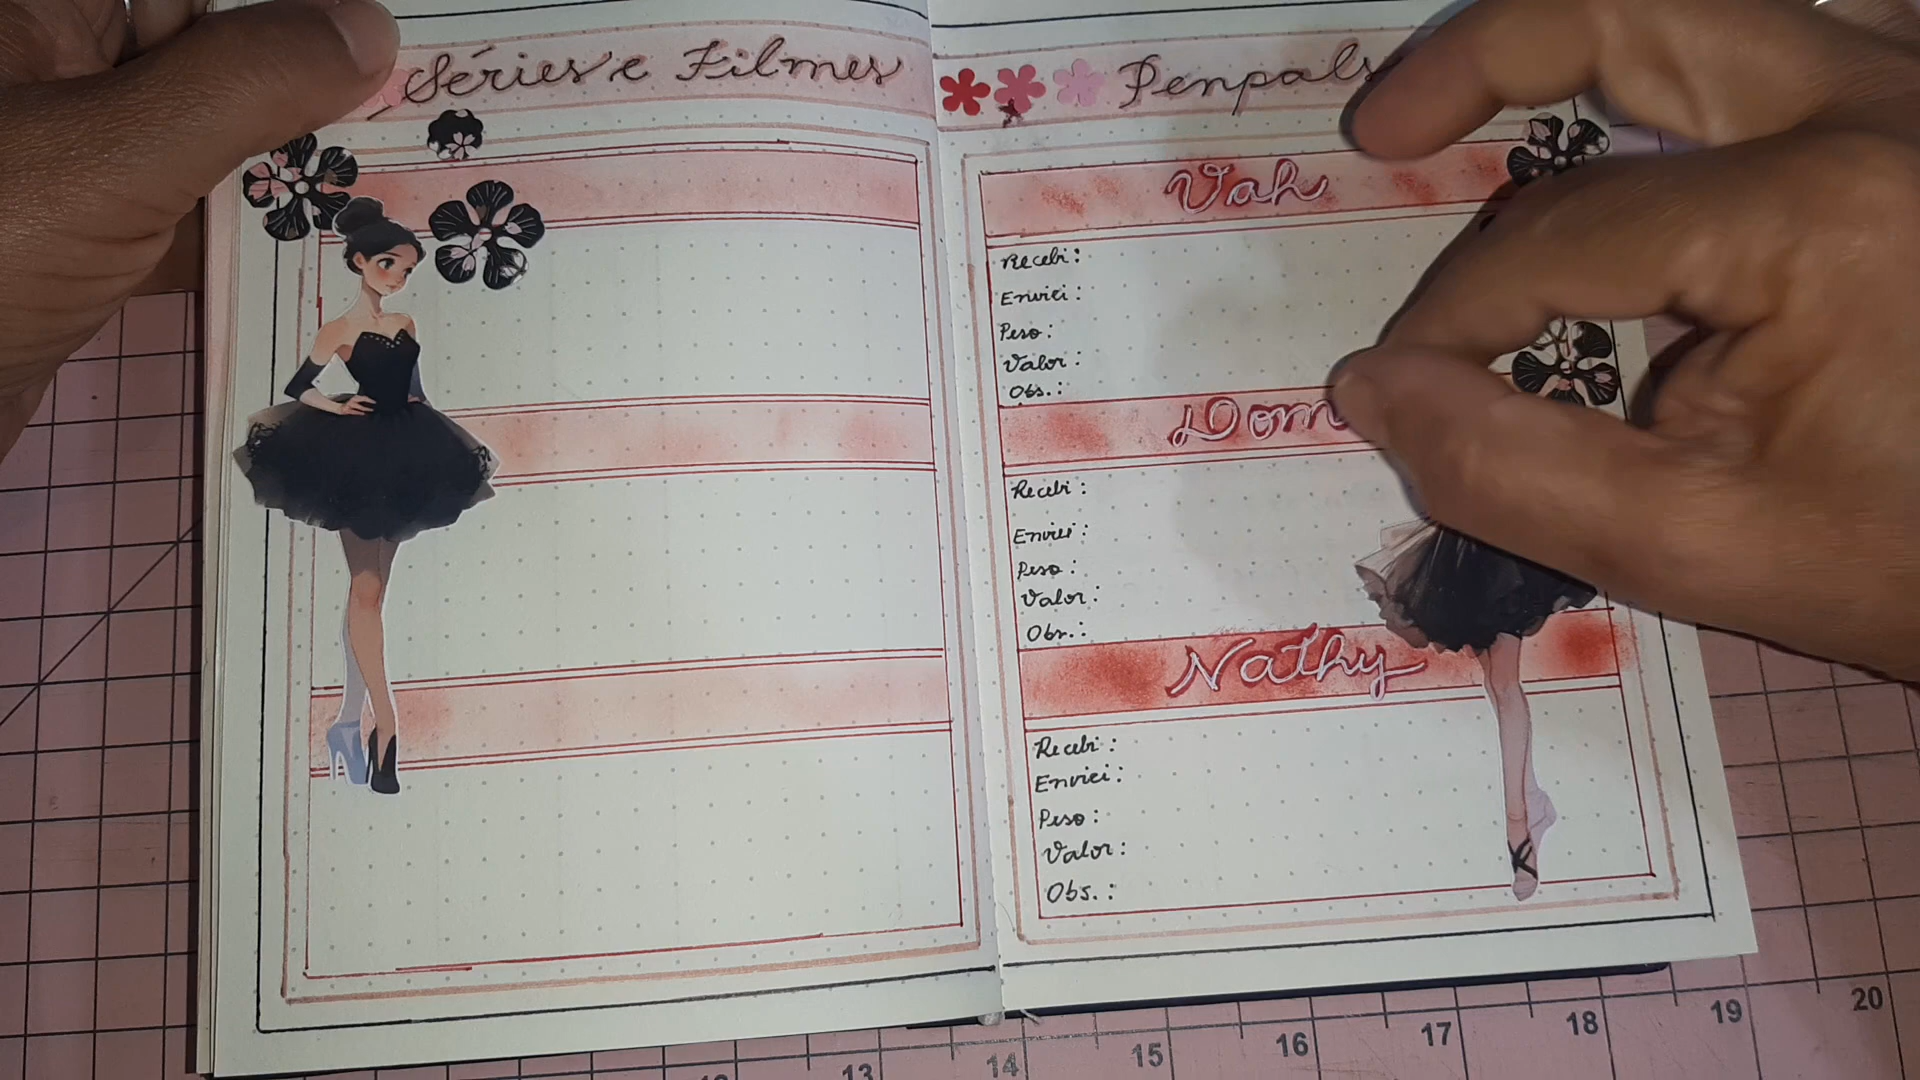 Séries e Filmes
Penpals
Vah
Recebi:
Enviei:
Peso:
Valor:
Obs.:
Dom
Recebi:
Enviei:
Peso:
Valor:
Obs.:
Nathy
Recebi:
Enviei:
Peso:
Valor:
Obs.:
13 14 15 16 17 18 19 20